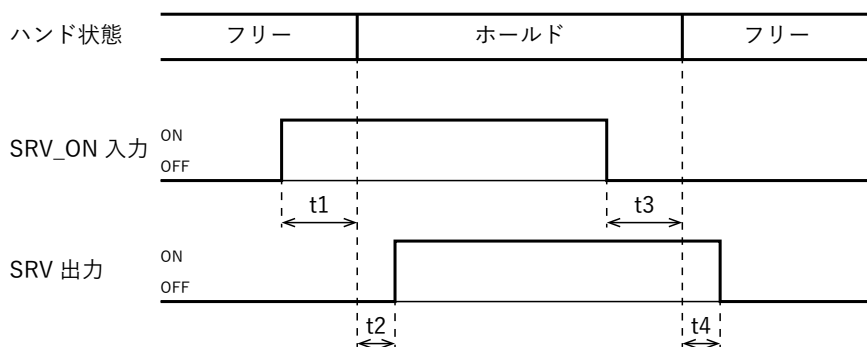 ハンド状態 フリー ホールド フリー
SRV_ON 入力 ON
OFF
t1 t3
SRV 出力 ON
OFF
t2 t4